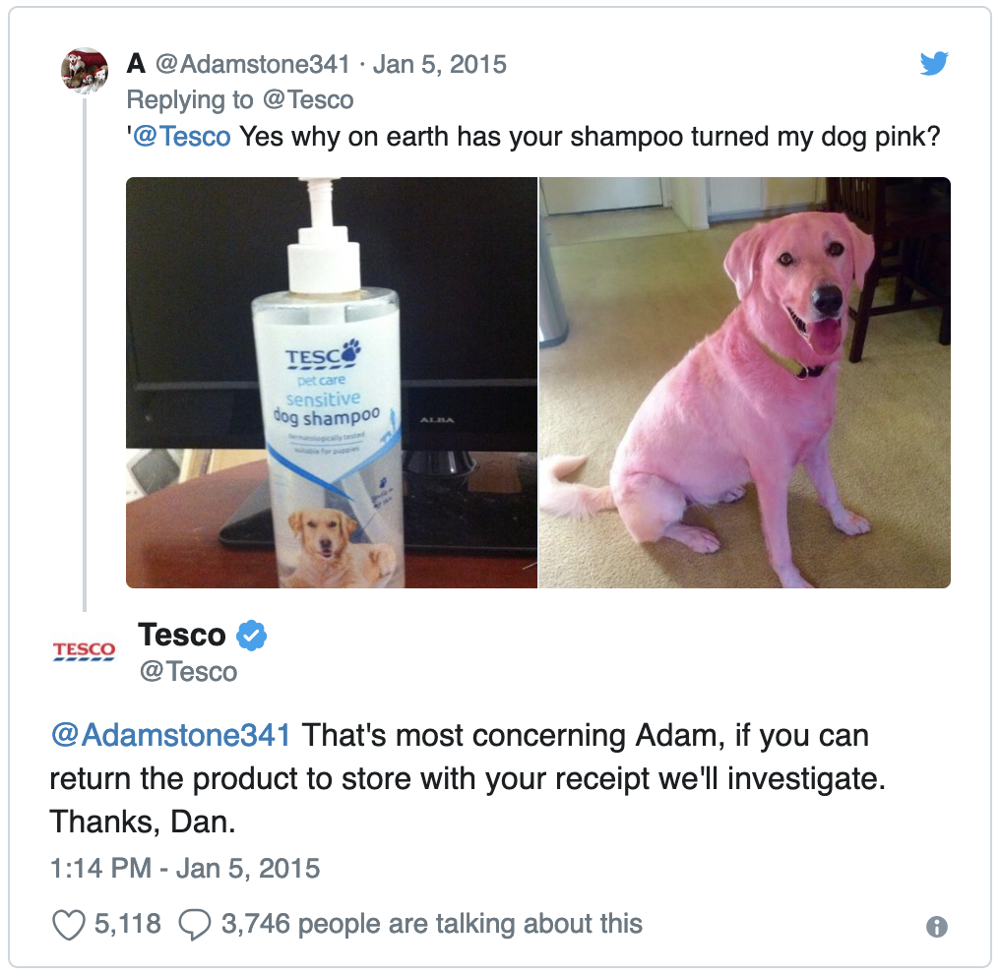 A @Adamstone341 · Jan 5, 2015
Replying to @Tesco
'@Tesco Yes why on earth has your shampoo turned my dog pink?
TESCO
pet care
sensitive
dog shampoo
dermatologically tested
suitable for puppies
ALBA
TESCO
Tesco
@Tesco
@Adamstone341 That's most concerning Adam, if you can
return the product to store with your receipt we'll investigate.
Thanks, Dan.
1:14 PM - Jan 5, 2015
5,118 3,746 people are talking about this